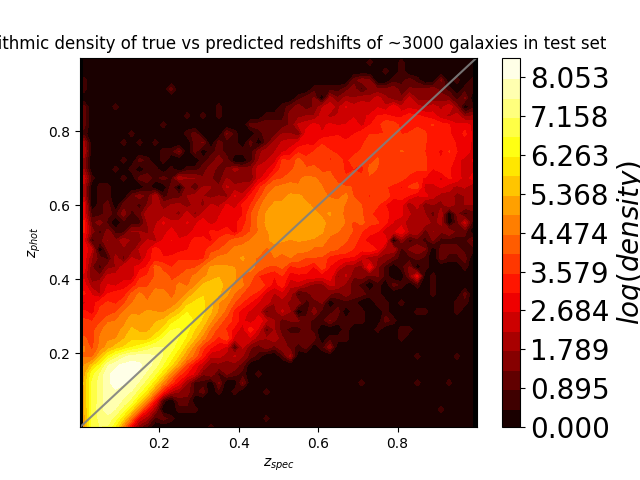 ithmic density of true vs predicted redshifts of ~3000 galaxies in test set
8.053
7.158
6.263
5.368
4.474
3.579
2.684
1.789
0.895
0.000
log(density)
0.8
0.6
0.4
0.2
z_phot
0.2 0.4 0.6 0.8
z_spec